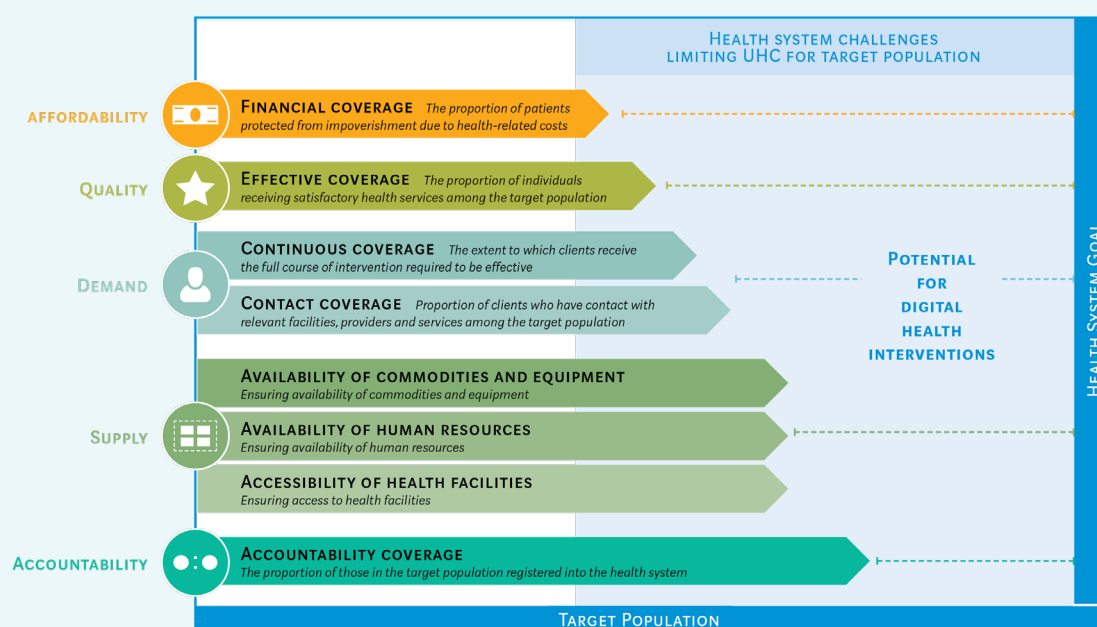 HEALTH SYSTEM CHALLENGES
LIMITING UHC FOR TARGET POPULATION
AFFORDABILITY
FINANCIAL COVERAGE The proportion of patients
protected from impoverishment due to health-related costs
QUALITY
EFFECTIVE COVERAGE The proportion of individuals
receiving satisfactory health services among the target population
DEMAND
CONTINUOUS COVERAGE The extent to which clients receive
the full course of intervention required to be effective
CONTACT COVERAGE Proportion of clients who have contact with
relevant facilities, providers and services among the target population
POTENTIAL
FOR
DIGITAL
HEALTH
INTERVENTIONS
SUPPLY
AVAILABILITY OF COMMODITIES AND EQUIPMENT
Ensuring availability of commodities and equipment
AVAILABILITY OF HUMAN RESOURCES
Ensuring availability of human resources
ACCESSIBILITY OF HEALTH FACILITIES
Ensuring access to health facilities
ACCOUNTABILITY
ACCOUNTABILITY COVERAGE
The proportion of those in the target population registered into the health system
HEALTH SYSTEM GOAL
TARGET POPULATION